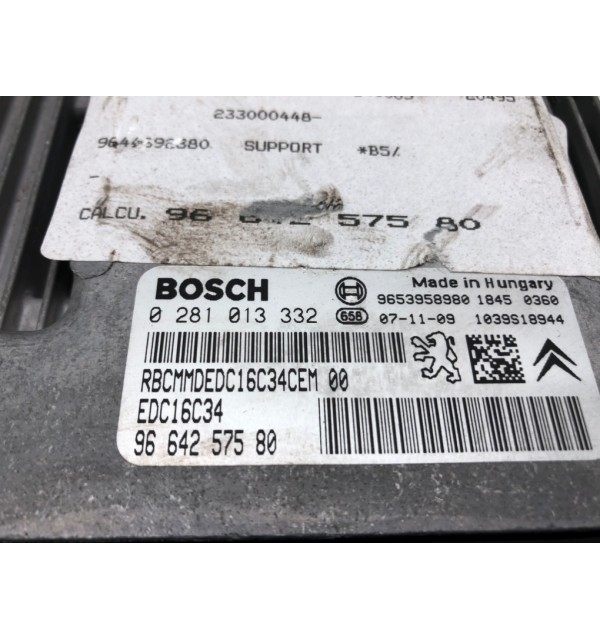 233000448-
SUPPORT *B5/
-
CALCU. 96 575 80
BOSCH
Made in Hungary
9653958980 1845 0360
0 281 013 332
658
07-11-09 1039S18944
RBCMMDEDC16C34CEM 00
EDC16C34
96 642 575 80